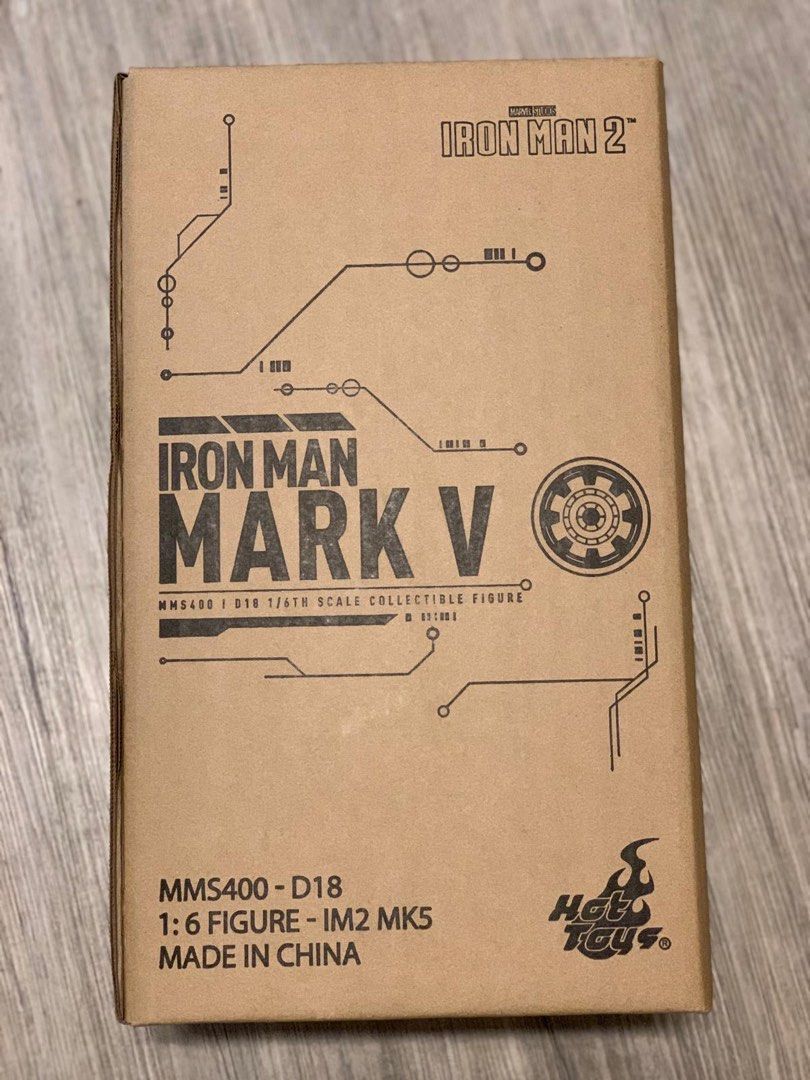 MARVEL STUDIOS
IRON MAN 2™
IRON MAN
MARK V
MMS400 | D18 1/6TH SCALE COLLECTIBLE FIGURE
MMS400 - D18
1: 6 FIGURE - IM2 MK5
MADE IN CHINA
Hot
Toys®